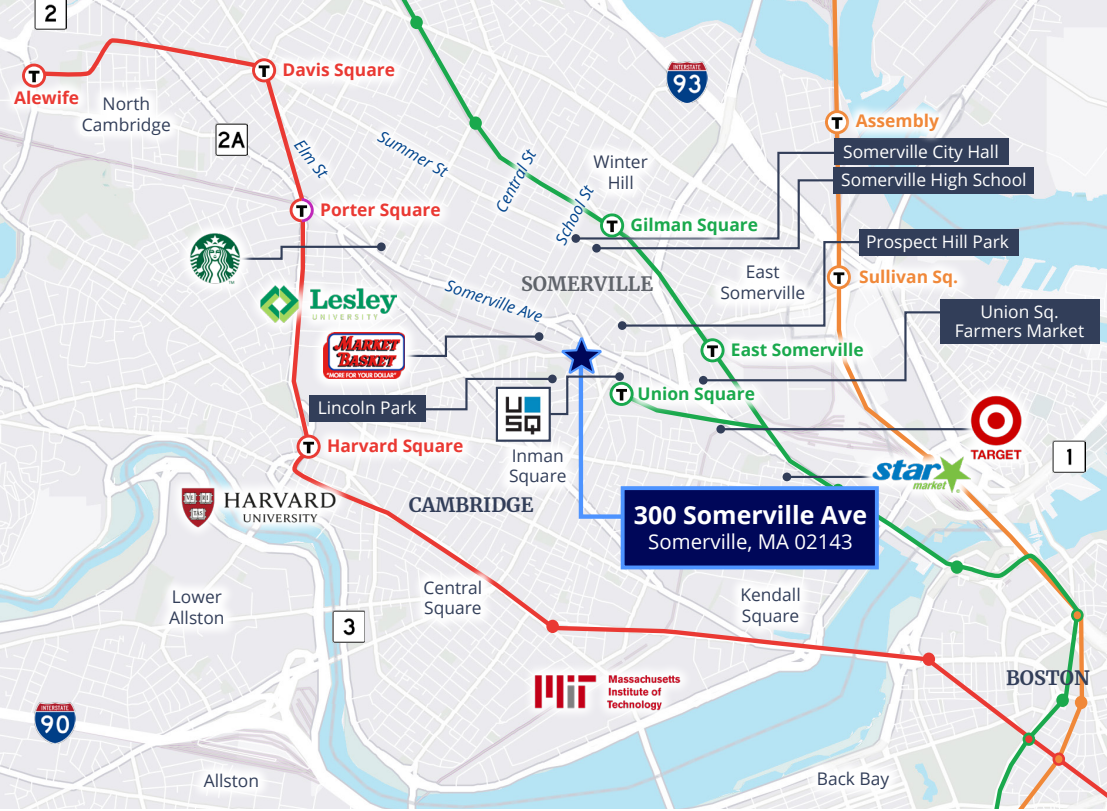 2
T
Alewife
T
Davis Square
North
Cambridge
2A
Elm St
Summer St
Central St
School St
Winter
Hill
INTERSTATE
93
T
Assembly
Somerville City Hall
Somerville High School
T
Porter Square
T
Gilman Square
Prospect Hill Park
SOMERVILLE
East
Somerville
T
Sullivan Sq.
Lesley
UNIVERSITY
Somerville Ave
Union Sq.
Farmers Market
MARKET
BASKET
"MORE FOR YOUR DOLLAR"
T
East Somerville
Lincoln Park
U
SQ
T
Union Square
TARGET
1
T
Harvard Square
Inman
Square
star
market
VE RI
TAS
HARVARD
UNIVERSITY
CAMBRIDGE
300 Somerville Ave
Somerville, MA 02143
Lower
Allston
3
Central
Square
Kendall
Square
MIT
Massachusetts
Institute of
Technology
BOSTON
INTERSTATE
90
Allston
Back Bay